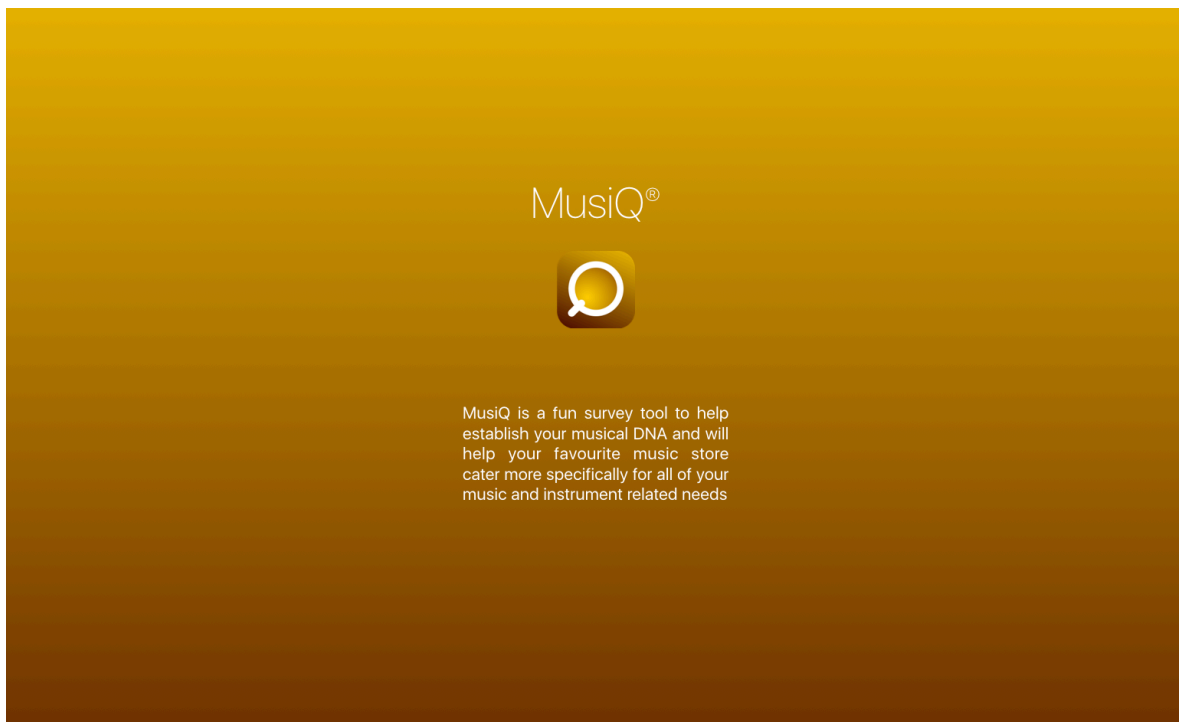 MusiQ®
MusiQ is a fun survey tool to help
establish your musical DNA and will
help your favourite music store
cater more specifically for all of your
music and instrument related needs